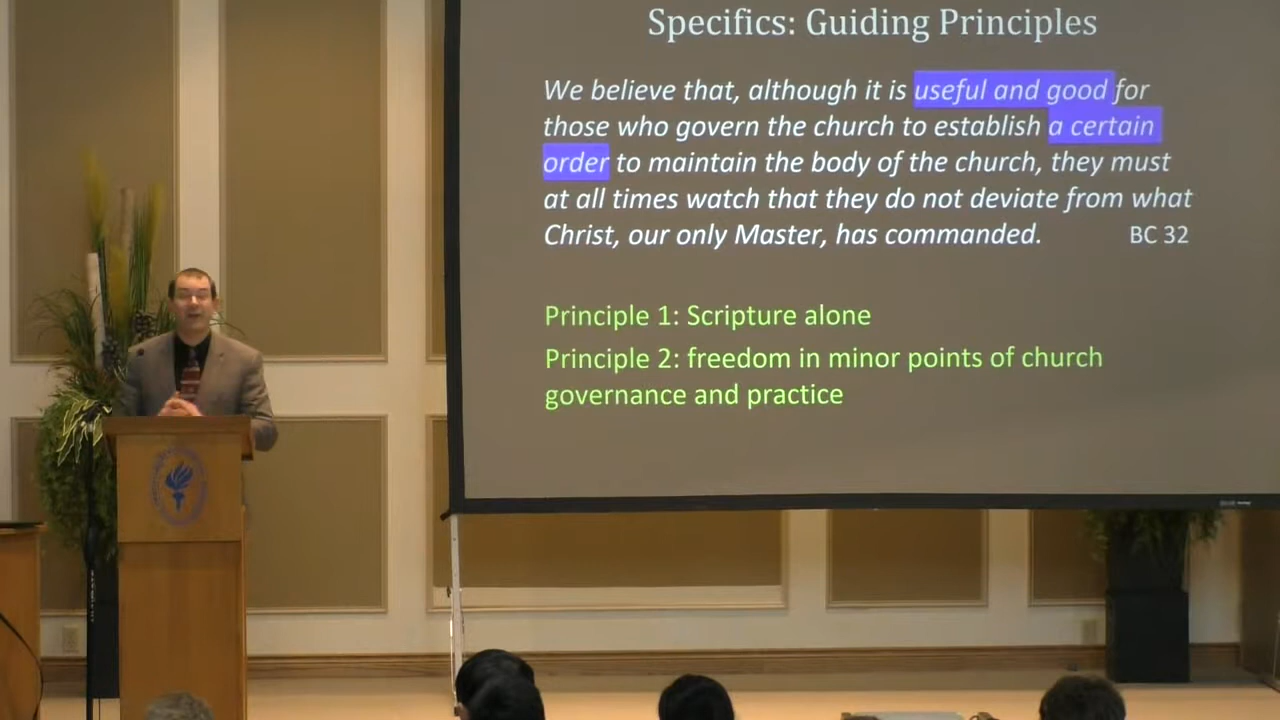 Specifics: Guiding Principles
We believe that, although it is useful and good for
those who govern the church to establish a certain
order to maintain the body of the church, they must
at all times watch that they do not deviate from what
Christ, our only Master, has commanded. BC 32
Principle 1: Scripture alone
Principle 2: freedom in minor points of church
governance and practice